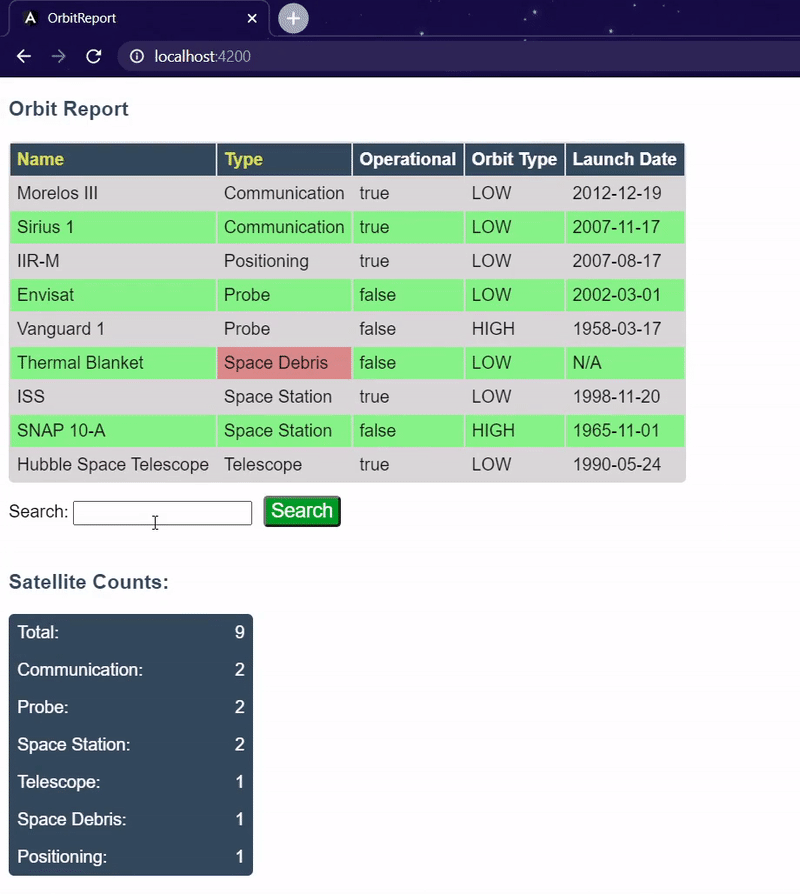 OrbitReport
localhost:4200
Orbit Report
Name Type Operational Orbit Type Launch Date
Morelos III Communication true LOW 2012-12-19
Sirius 1 Communication true LOW 2007-11-17
IIR-M Positioning true LOW 2007-08-17
Envisat Probe false LOW 2002-03-01
Vanguard 1 Probe false HIGH 1958-03-17
Thermal Blanket Space Debris false LOW N/A
ISS Space Station true LOW 1998-11-20
SNAP 10-A Space Station false HIGH 1965-11-01
Hubble Space Telescope Telescope true LOW 1990-05-24
Search: Search
Satellite Counts:
Total: 9
Communication: 2
Probe: 2
Space Station: 2
Telescope: 1
Space Debris: 1
Positioning: 1